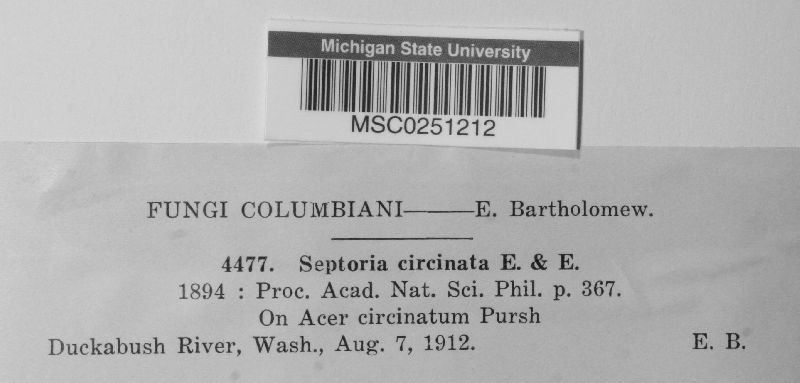 Michigan State University
MSC0251212
FUNGI COLUMBIANI——E. Bartholomew.
4477. Septoria circinata E. & E.
1894 : Proc. Acad. Nat. Sci. Phil. p. 367.
On Acer circinatum Pursh
Duckabush River, Wash., Aug. 7, 1912. E. B.